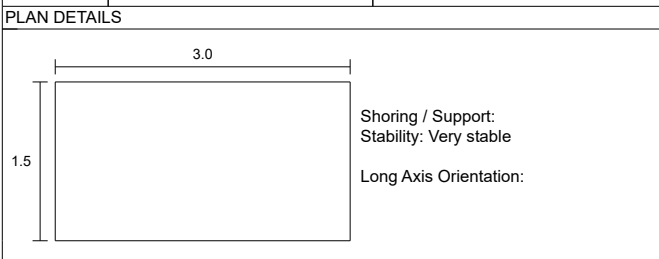 PLAN DETAILS
3.0
Shoring / Support:
Stability: Very stable
1.5
Long Axis Orientation: